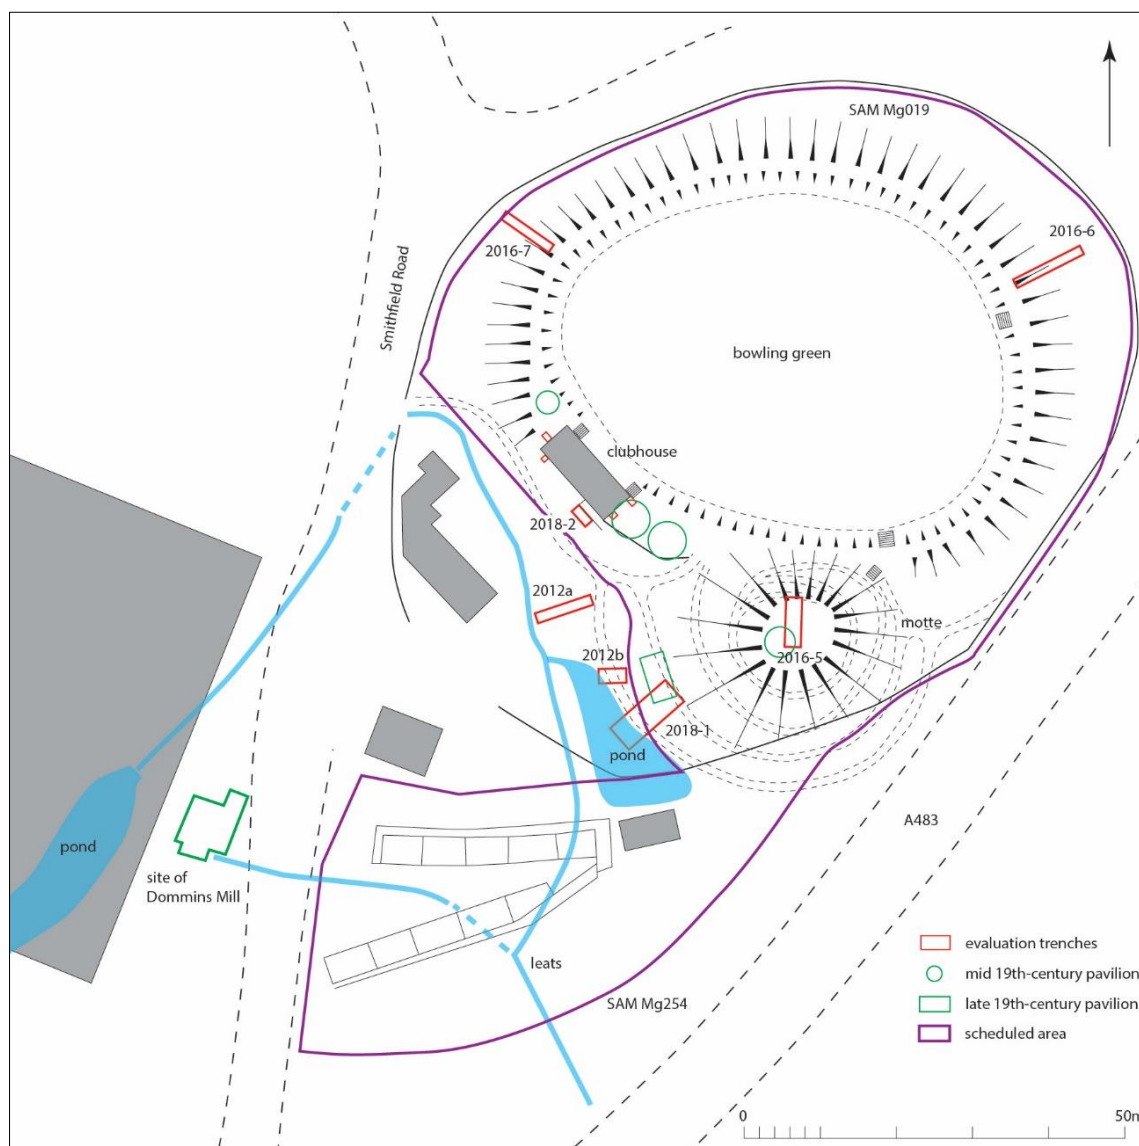 SAM Mg019
2016-7
2016-6
Smithfield Road
bowling green
clubhouse
2018-2
2012a
motte
2012b
2016-5
2018-1
pond
A483
pond
site of
Dommins Mill
leats
SAM Mg254
evaluation trenches
mid 19th-century pavilion
late 19th-century pavilion
scheduled area
0
50m